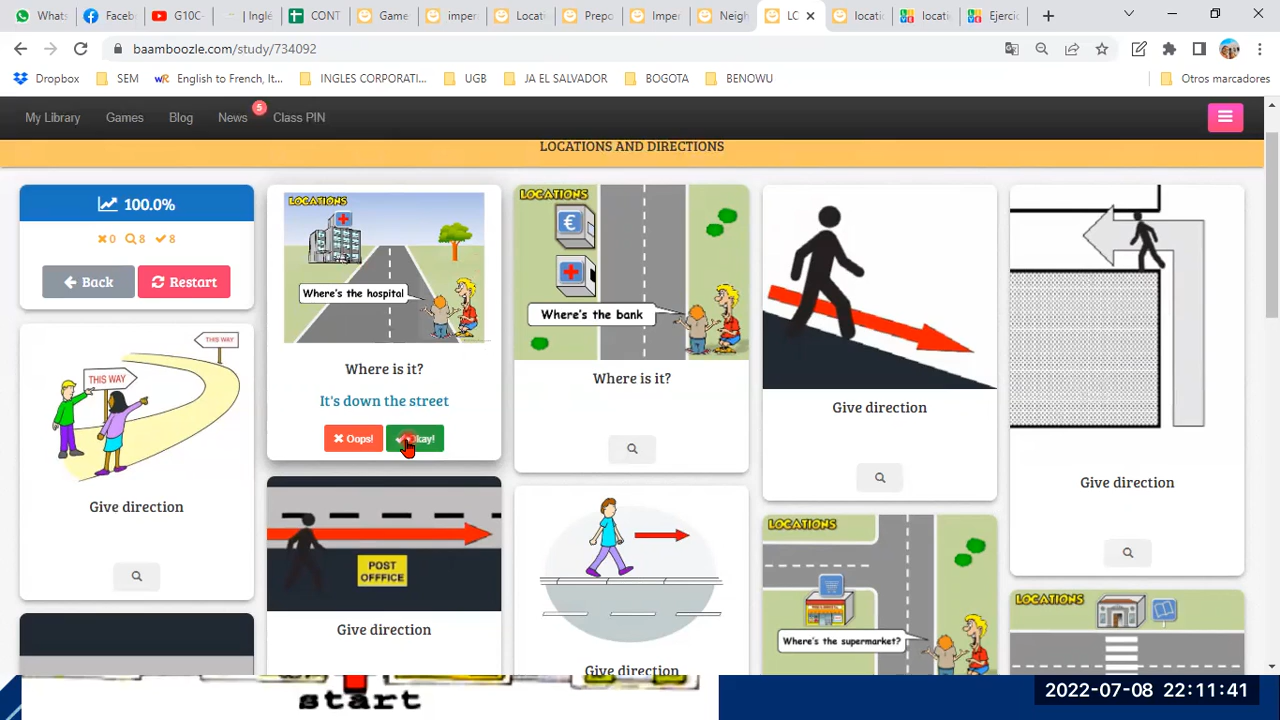 Whats
Faceb
G10C-
Inglé
CONT
Game
imper
Locat
Prepo
Imper
Neigh
LC
locati
locati
Ejercic
baamboozle.com/study/734092
Dropbox
SEM
English to French, It...
INGLES CORPORATI...
UGB
JA EL SALVADOR
BOGOTA
BENOWU
Otros marcadores
My Library
Games
Blog
News
5
Class PIN
LOCATIONS AND DIRECTIONS
100.0%
0 8 8
Back
Restart
THIS WAY
THIS WAY
Give direction
LOCATIONS
Where's the hospital
Where is it?
It's down the street
Oops!
Okay!
POST
OFFFICE
Give direction
LOCATIONS
€
Where's the bank
Where is it?
Give direction
Give direction
LOCATIONS
Where's the supermarket?
Give direction
LOCATIONS
start
2022-07-08 22:11:41